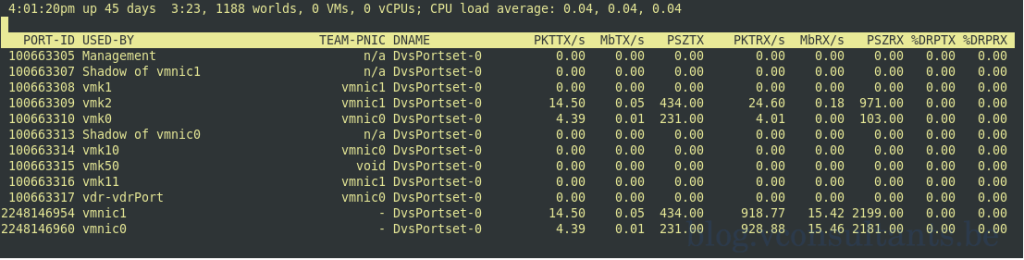 4:01:20pm up 45 days  3:23, 1188 worlds, 0 VMs, 0 vCPUs; CPU load average: 0.04, 0.04, 0.04
PORT-ID USED-BY TEAM-PNIC DNAME PKTTX/s MbTX/s PSZTX PKTRX/s MbRX/s PSZRX %DRPTX %DRPRX
100663305 Management n/a DvsPortset-0 0.00 0.00 0.00 0.00 0.00 0.00 0.00 0.00
100663307 Shadow of vmnic1 n/a DvsPortset-0 0.00 0.00 0.00 0.00 0.00 0.00 0.00 0.00
100663308 vmk1 vmnic1 DvsPortset-0 0.00 0.00 0.00 0.00 0.00 0.00 0.00 0.00
100663309 vmk2 vmnic1 DvsPortset-0 14.50 0.05 434.00 24.60 0.18 971.00 0.00 0.00
100663310 vmk0 vmnic0 DvsPortset-0 4.39 0.01 231.00 4.01 0.00 103.00 0.00 0.00
100663313 Shadow of vmnic0 n/a DvsPortset-0 0.00 0.00 0.00 0.00 0.00 0.00 0.00 0.00
100663314 vmk10 vmnic0 DvsPortset-0 0.00 0.00 0.00 0.00 0.00 0.00 0.00 0.00
100663315 vmk50 void DvsPortset-0 0.00 0.00 0.00 0.00 0.00 0.00 0.00 0.00
100663316 vmk11 vmnic1 DvsPortset-0 0.00 0.00 0.00 0.00 0.00 0.00 0.00 0.00
100663317 vdr-vdrPort vmnic0 DvsPortset-0 0.00 0.00 0.00 0.00 0.00 0.00 0.00 0.00
2248146954 vmnic1 - DvsPortset-0 14.50 0.05 434.00 918.77 15.42 2199.00 0.00 0.00
2248146960 vmnic0 - DvsPortset-0 4.39 0.01 231.00 928.88 15.46 2181.00 0.00 0.00
blog.vconsultants.be